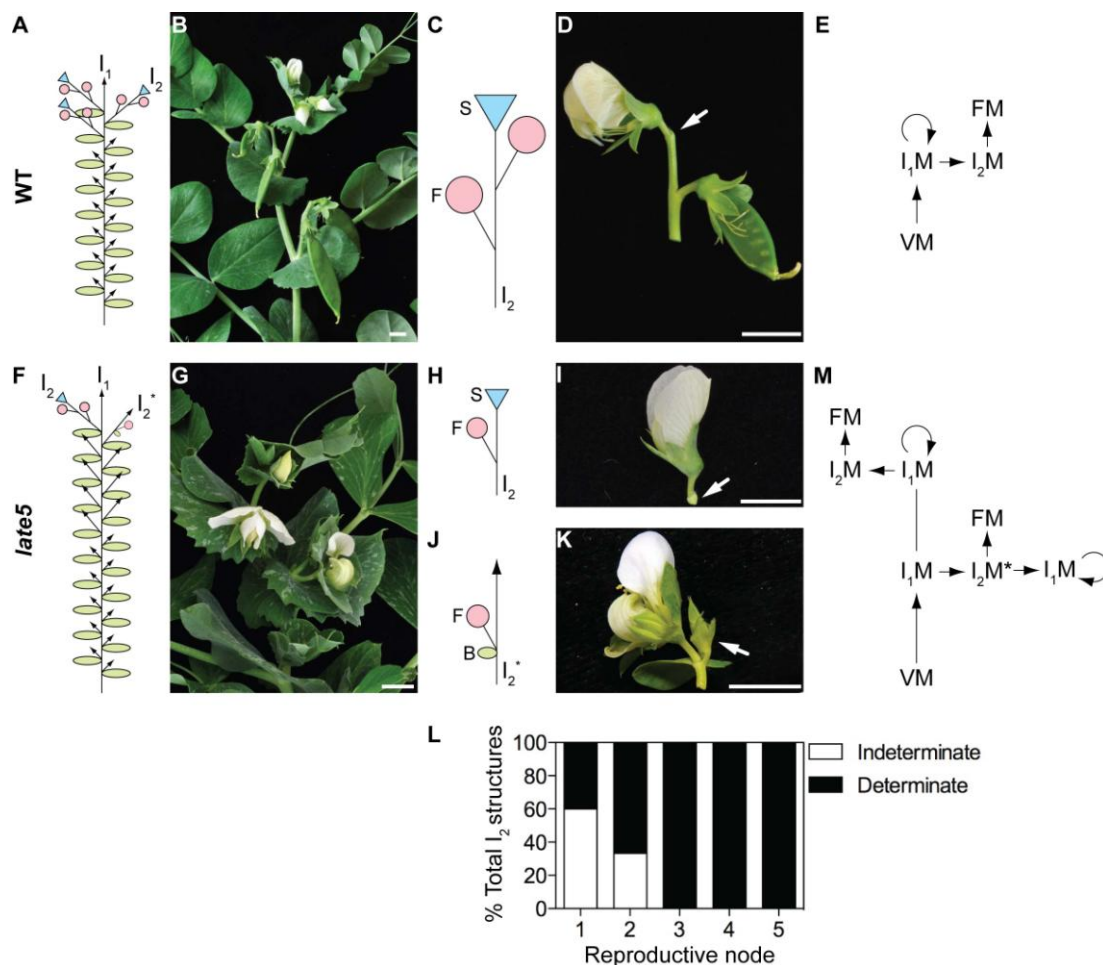 A
I1
I2
WT
B
C
S
F
I2
D
E
FM
I1M
I2M
VM
F
I2
I1
I2*
late5
G
H
S
F
I2
I
J
F
B
I2*
K
M
FM
I2M
I1M
FM
I1M
I2M*
I1M
VM
L
% Total I2 structures
100
80
60
40
20
0
1 2 3 4 5
Reproductive node
Indeterminate
Determinate